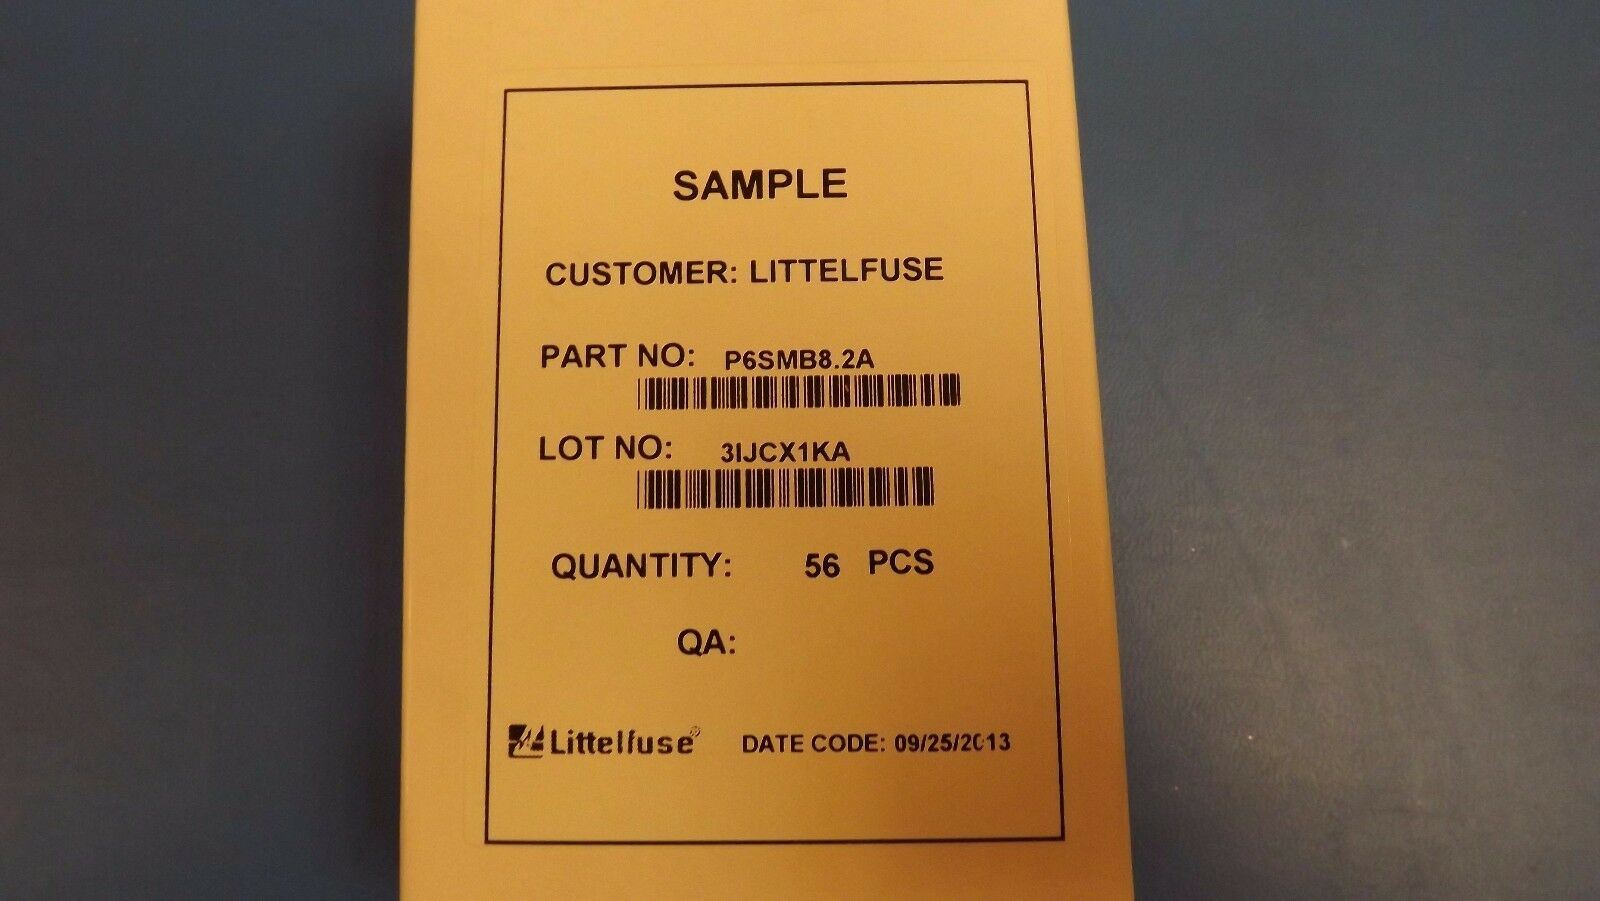 SAMPLE
CUSTOMER: LITTELFUSE
PART NO: P6SMB8.2A
LOT NO: 3IJCX1KA
QUANTITY: 56 PCS
QA:
Littelfuse® DATE CODE: 09/25/2013